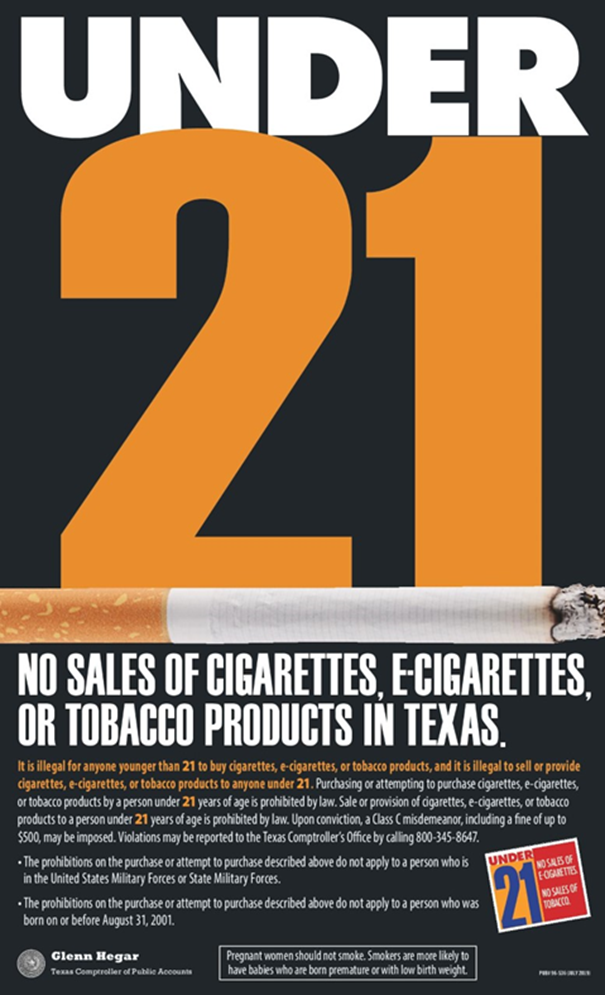 UNDER
21
NO SALES OF CIGARETTES, E-CIGARETTES,
OR TOBACCO PRODUCTS IN TEXAS.
It is illegal for anyone younger than 21 to buy cigarettes, e-cigarettes, or tobacco products, and it is illegal to sell or provide
cigarettes, e-cigarettes, or tobacco products to anyone under 21. Purchasing or attempting to purchase cigarettes, e-cigarettes,
or tobacco products by a person under 21 years of age is prohibited by law. Sale or provision of cigarettes, e-cigarettes, or tobacco
products to a person under 21 years of age is prohibited by law. Upon conviction, a Class C misdemeanor, including a fine of up to
$500, may be imposed. Violations may be reported to the Texas Comptroller's Office by calling 800-345-8647.
• The prohibitions on the purchase or attempt to purchase described above do not apply to a person who is
in the United States Military Forces or State Military Forces.
• The prohibitions on the purchase or attempt to purchase described above do not apply to a person who was
born on or before August 31, 2001.
UNDER
21
NO SALES OF
E-CIGARETTES.
NO SALES OF
TOBACCO.
Glenn Hegar
Texas Comptroller of Public Accounts
Pregnant women should not smoke. Smokers are more likely to
have babies who are born premature or with low birth weight.